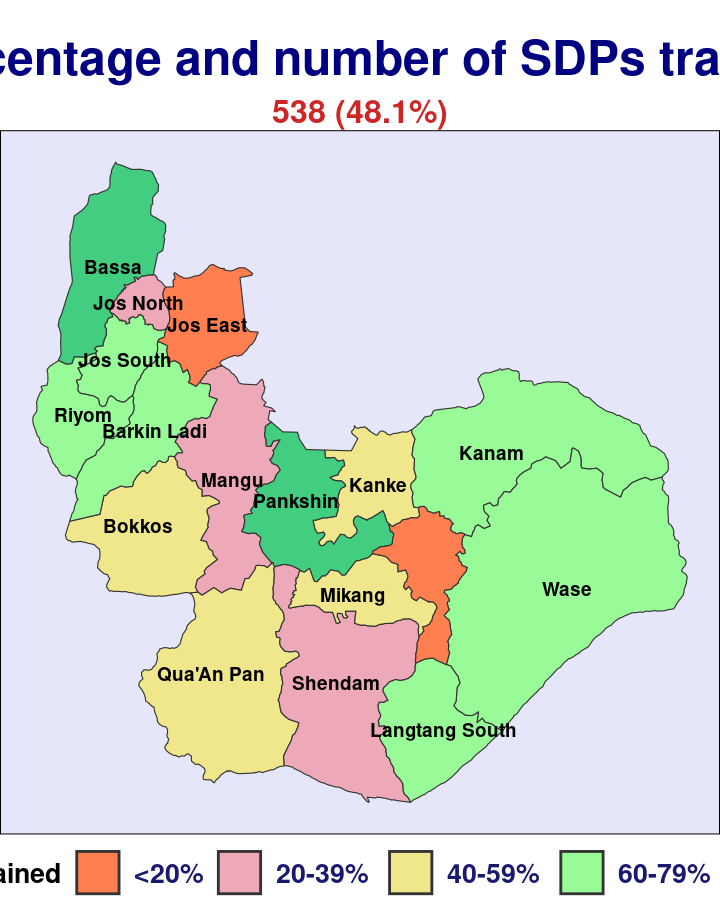 centage and number of SDPs tra
538 (48.1%)
Bassa
Jos North
Jos East
Jos South
Riyom
Barkin Ladi
Kanam
Mangu
Kanke
Pankshin
Bokkos
Wase
Mikang
Qua'An Pan
Shendam
Langtang South
ained <20% 20-39% 40-59% 60-79%